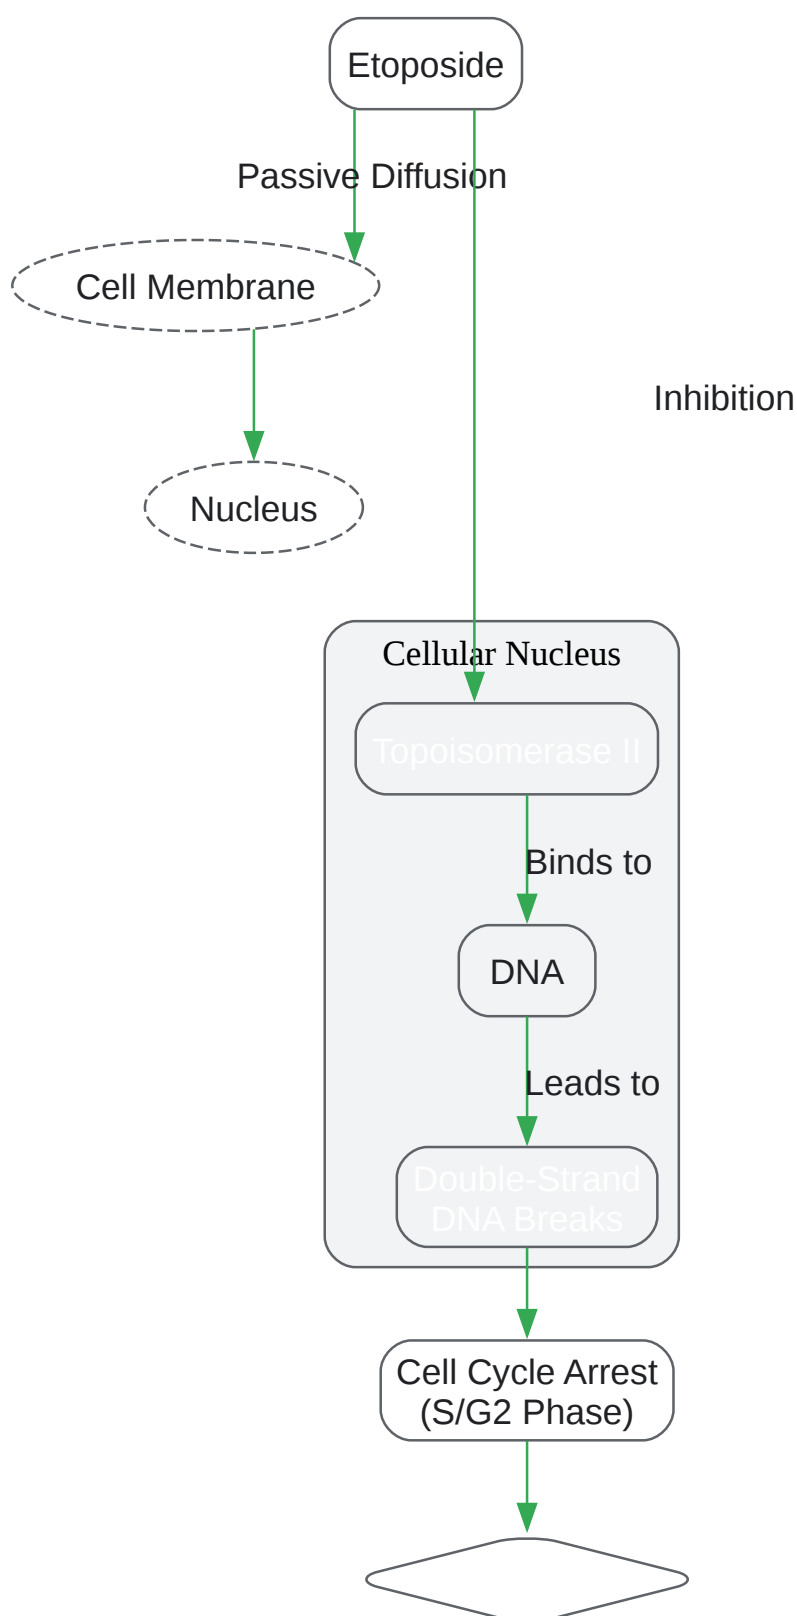 Etoposide
Passive Diffusion
Cell Membrane
Inhibition
Nucleus
Cellular Nucleus
Topoisomerase II
Binds to
DNA
Leads to
Double-Strand
DNA Breaks
Cell Cycle Arrest
(S/G2 Phase)